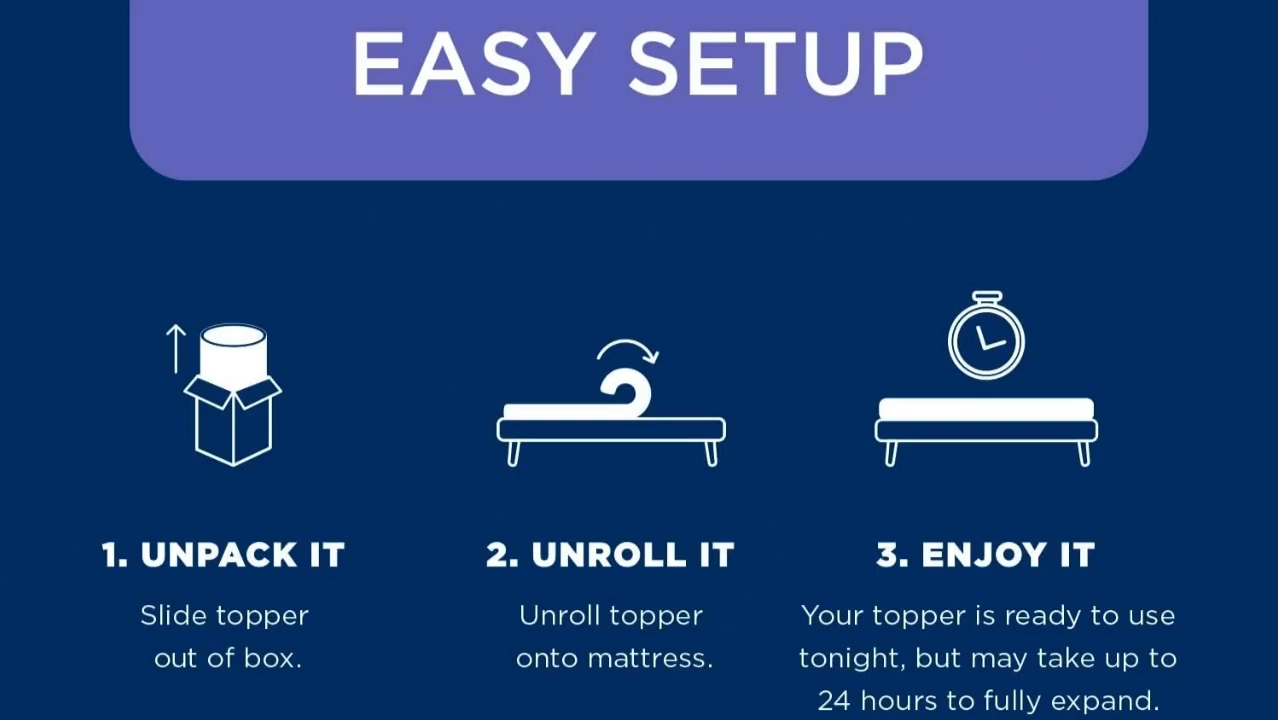 EASY SETUP
1. UNPACK IT
Slide topper
out of box.
2. UNROLL IT
Unroll topper
onto mattress.
3. ENJOY IT
Your topper is ready to use
tonight, but may take up to
24 hours to fully expand.